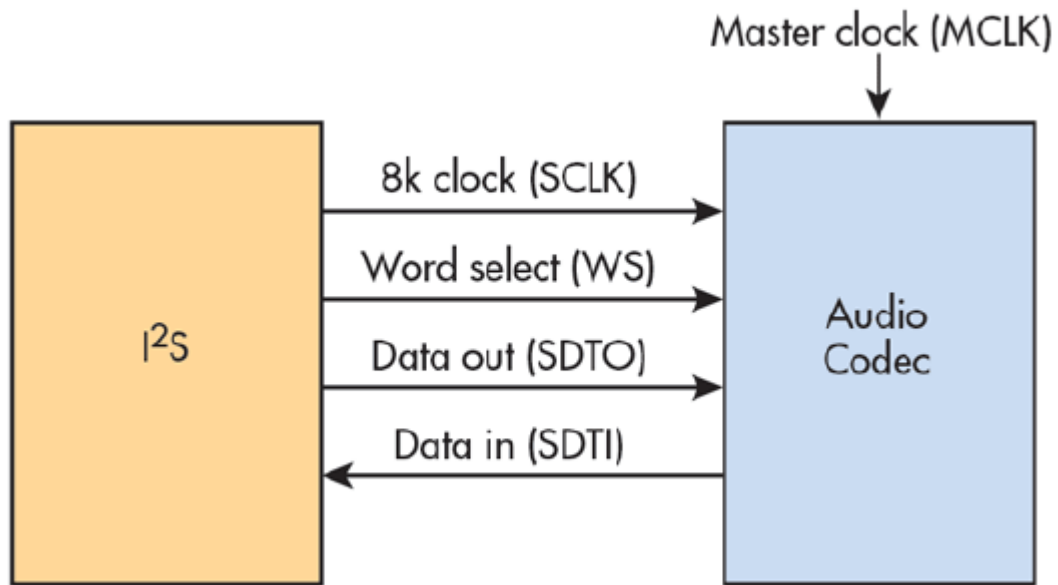 Master clock (MCLK)
8k clock (SCLK)
Word select (WS)
I²S
Data out (SDTO)
Data in (SDTI)
Audio
Codec